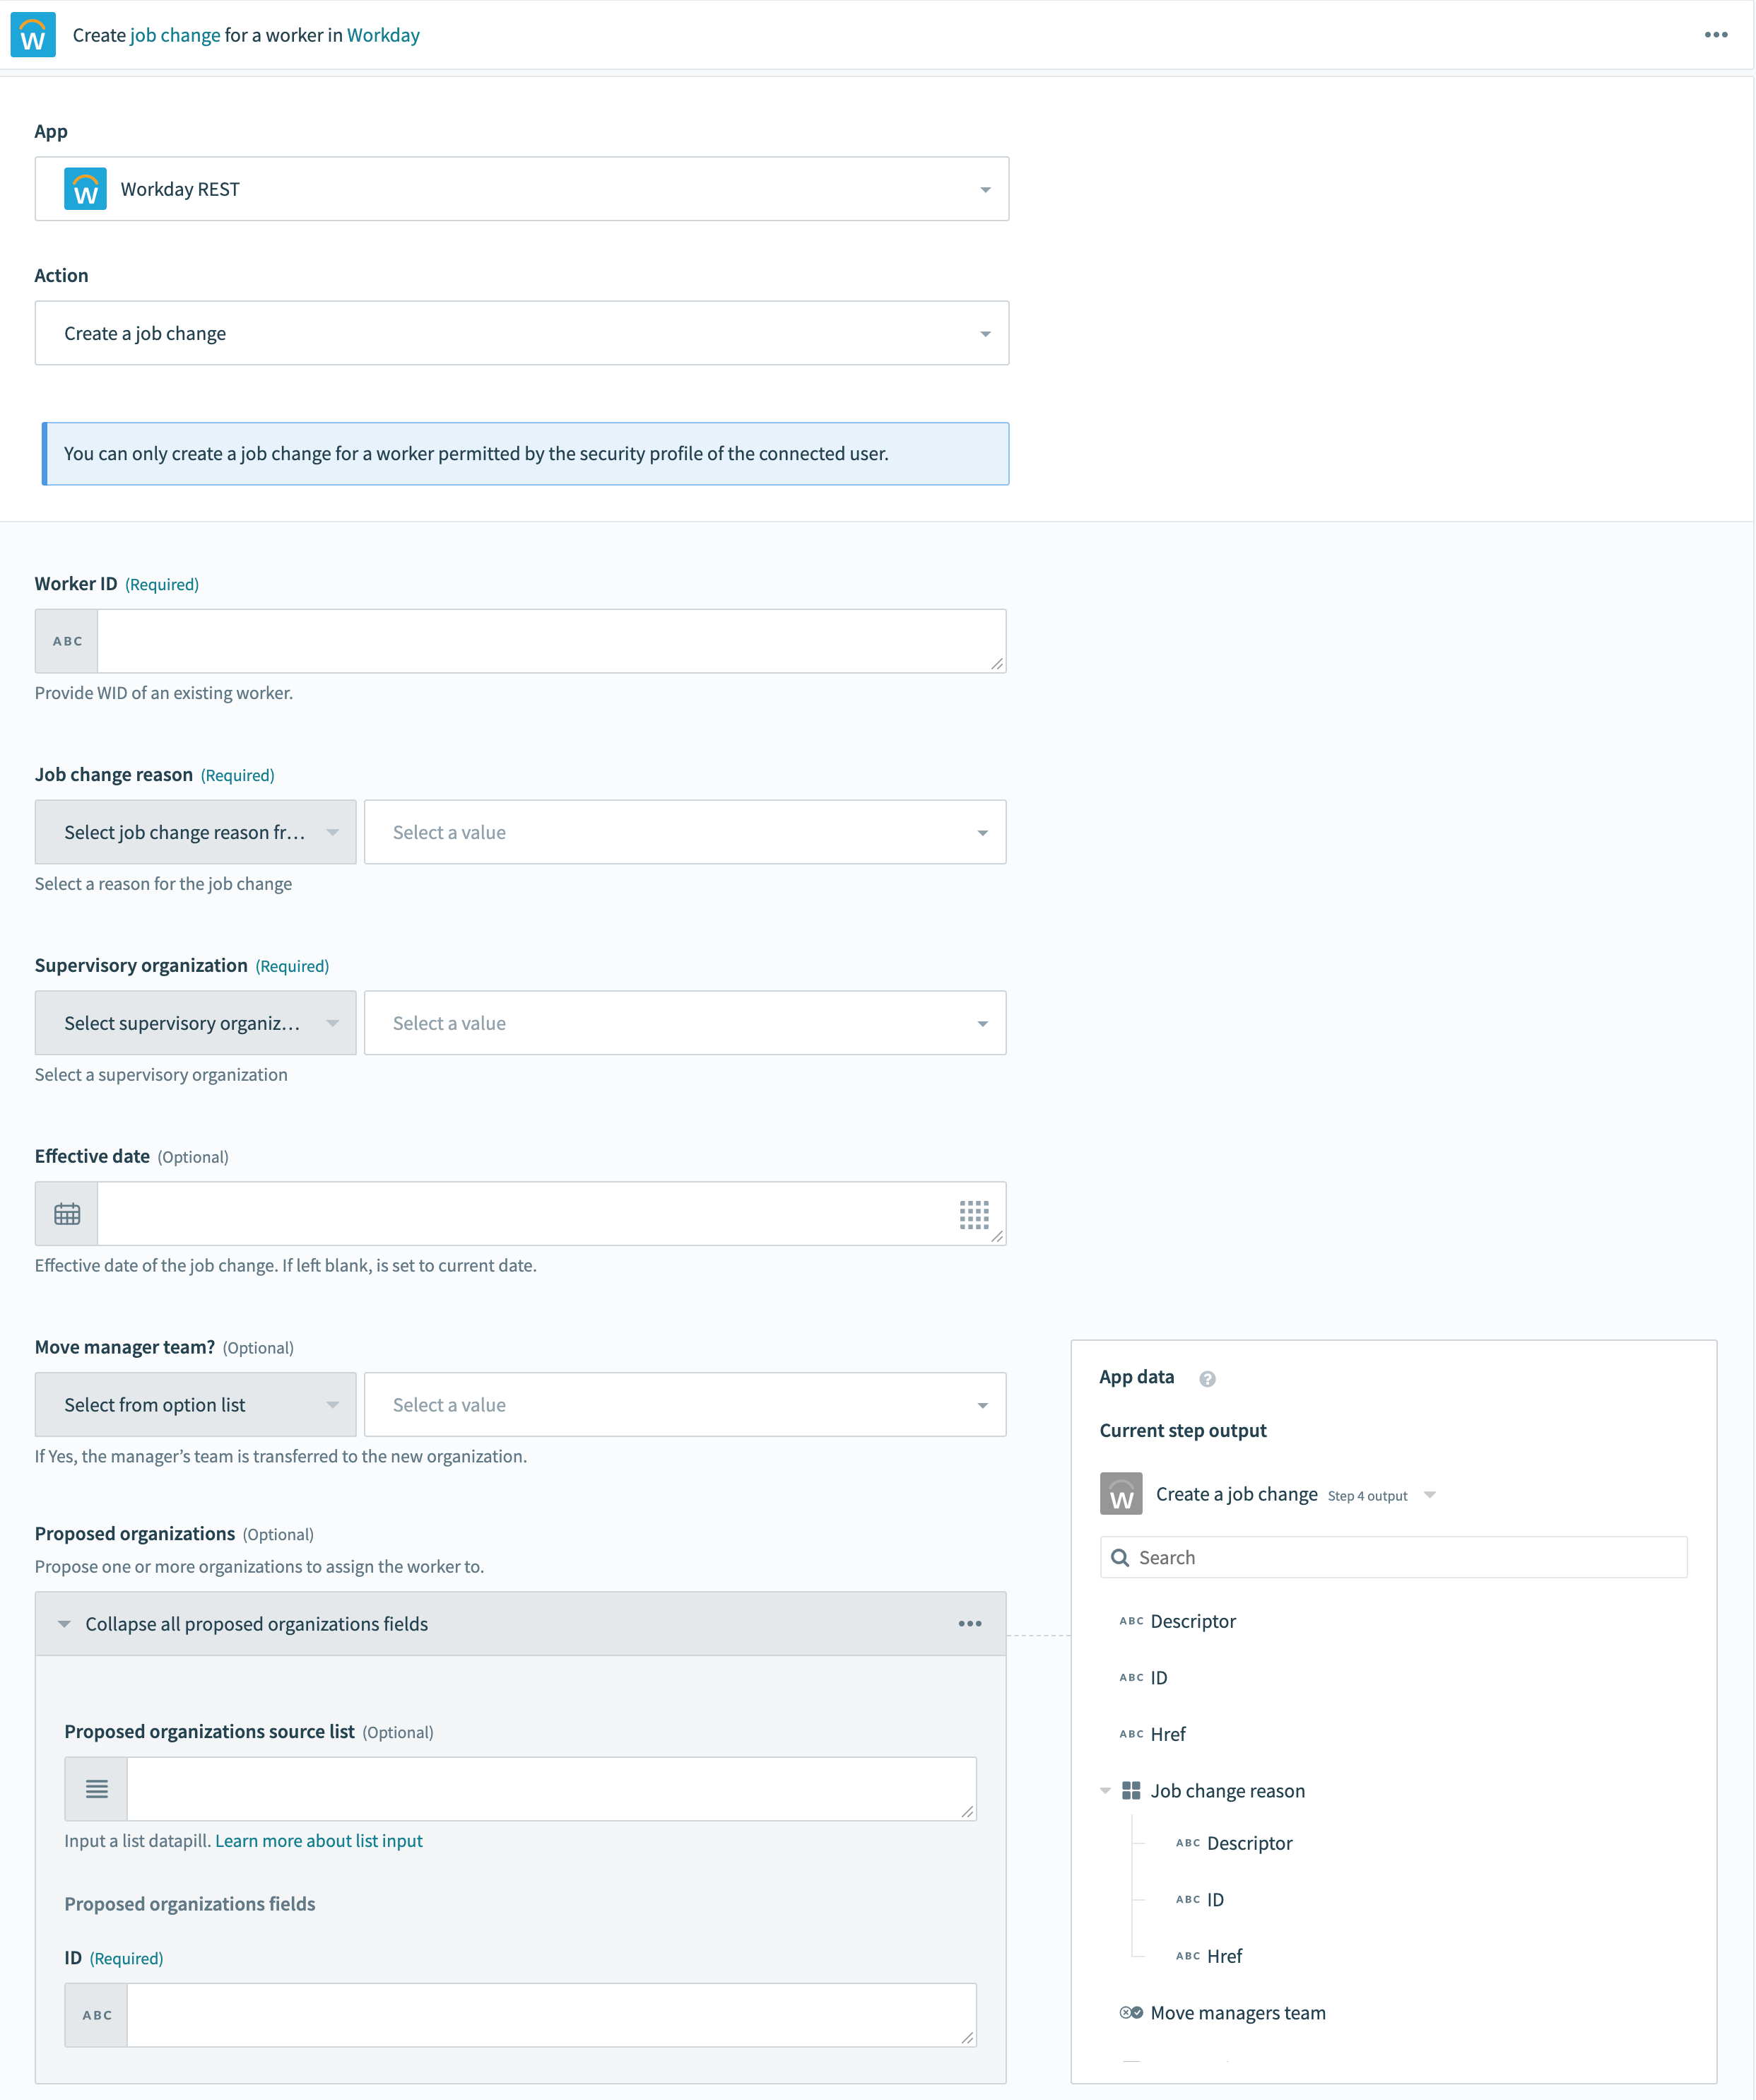 W Create job change for a worker in Workday
App
W Workday REST
Action
Create a job change
You can only create a job change for a worker permitted by the security profile of the connected user.
Worker ID (Required)
ABC
Provide WID of an existing worker.
Job change reason (Required)
Select job change reason fr... Select a value
Select a reason for the job change
Supervisory organization (Required)
Select supervisory organiz... Select a value
Select a supervisory organization
Effective date (Optional)
Effective date of the job change. If left blank, is set to current date.
Move manager team? (Optional)
Select from option list Select a value
If Yes, the manager’s team is transferred to the new organization.
Proposed organizations (Optional)
Propose one or more organizations to assign the worker to.
Collapse all proposed organizations fields
Proposed organizations source list (Optional)
Input a list datapill. Learn more about list input
Proposed organizations fields
ID (Required)
ABC
App data ?
Current step output
W Create a job change Step 4 output
Search
ABC Descriptor
ABC ID
ABC Href
Job change reason
ABC Descriptor
ABC ID
ABC Href
Move managers team